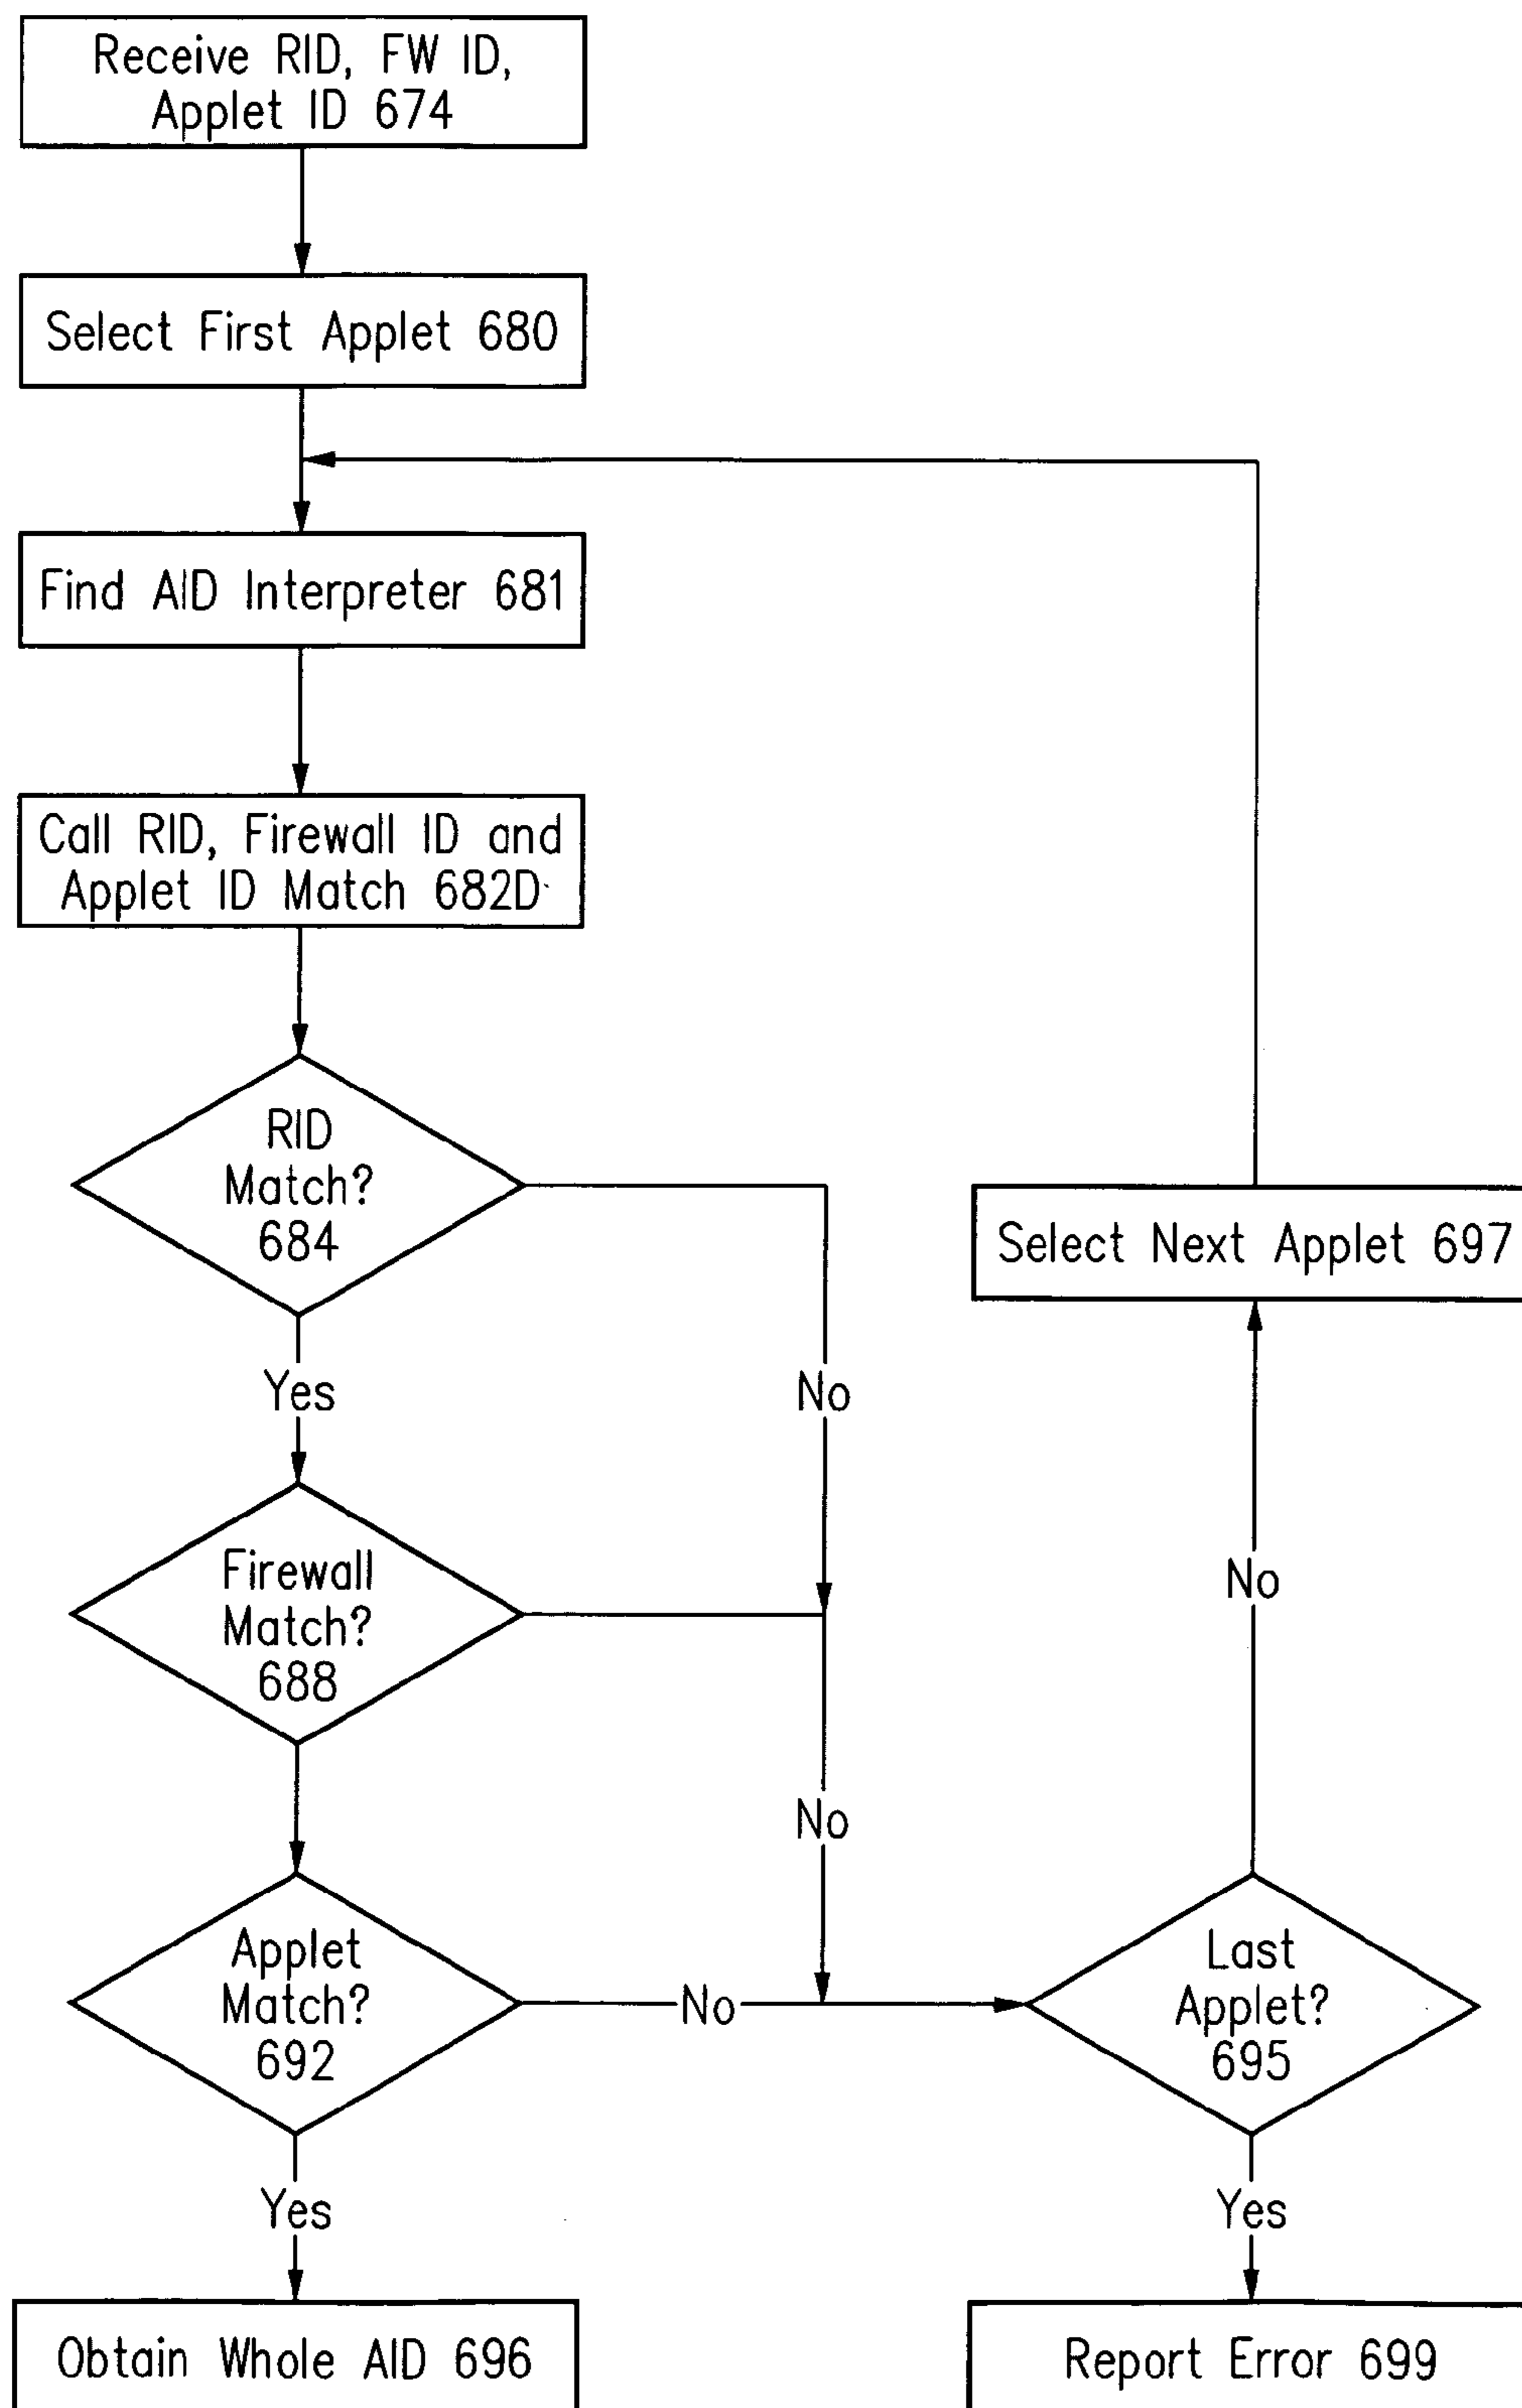 Receive RID, FW ID,
Applet ID 674
Select First Applet 680
Find AID Interpreter 681
Call RID, Firewall ID and
Applet ID Match 682D
RID
Match?
684
Yes
No
Select Next Applet 697
Firewall
Match?
688
No
No
Applet
Match?
692
No
Last
Applet?
695
Yes
Yes
Obtain Whole AID 696
Report Error 699